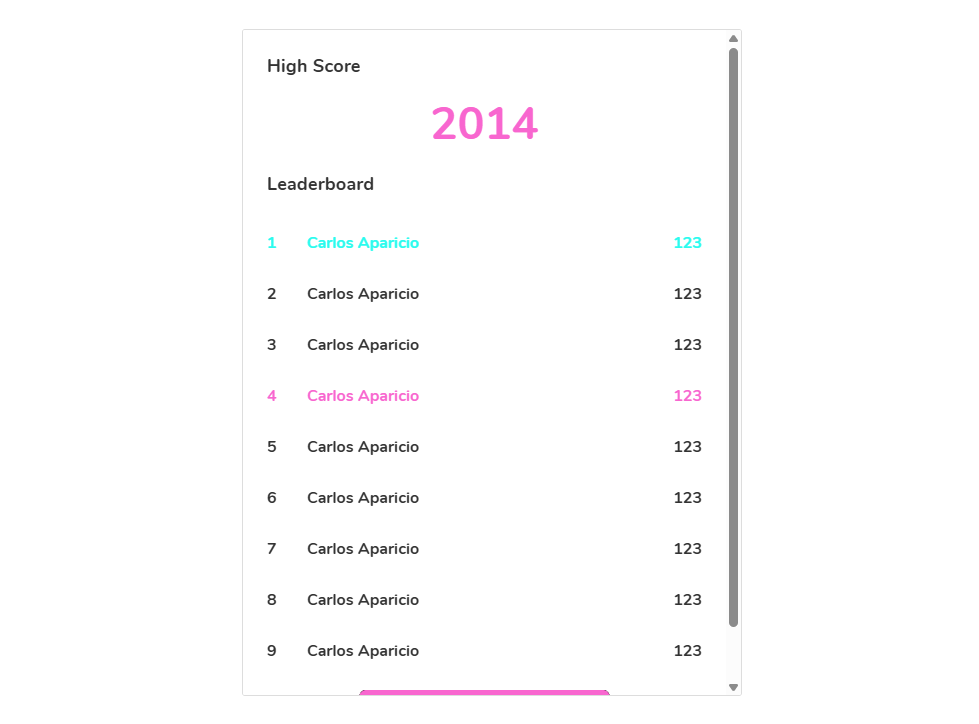 High Score
2014
Leaderboard
1 Carlos Aparicio 123
2 Carlos Aparicio 123
3 Carlos Aparicio 123
4 Carlos Aparicio 123
5 Carlos Aparicio 123
6 Carlos Aparicio 123
7 Carlos Aparicio 123
8 Carlos Aparicio 123
9 Carlos Aparicio 123